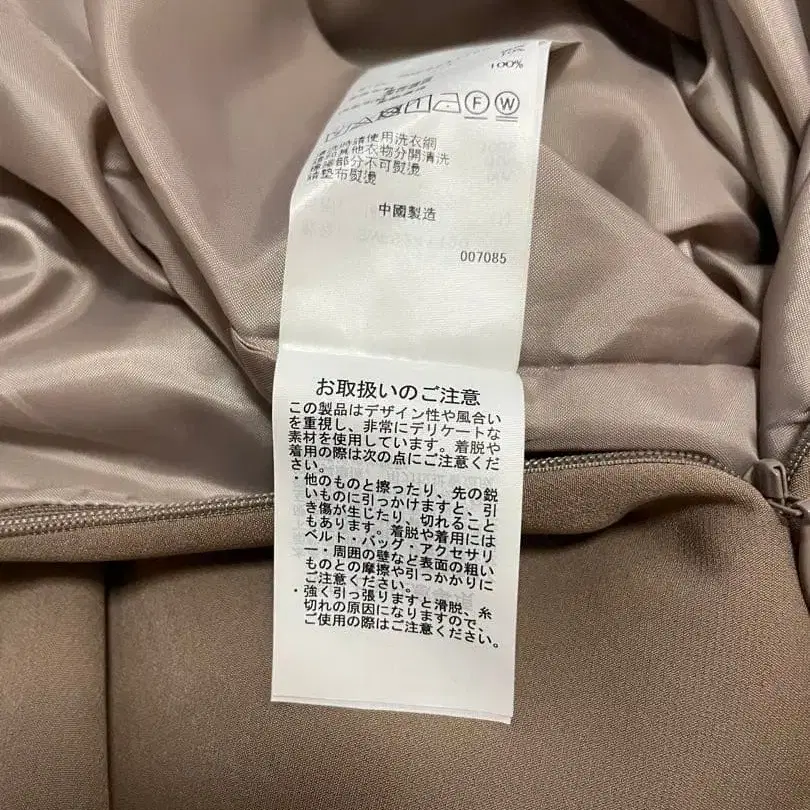 100%
F W
洗滌時請使用洗衣網
請與其他衣物分開清洗
橡筋部分不可熨燙
請墊布熨燙
中國製造
007085
お取扱いのご注意
この製品はデザイン性や風合い
を重視し、非常にデリケートな
素材を使用しています。着脱や
着用の際は次の点にご注意くだ
さい。
・他のものと擦ったり、先の鋭
いものに引っかけますと、引
き傷が生じたり、切れること
もあります。着脱や着用には
ベルト・バッグ・アクセサリ
ー・周囲の壁など表面の粗い
ものとの摩擦や引っかかりに
ご注意ください。
・強く引っ張りますと滑脱、糸
切れの原因になりますので、
ご使用の際はご注意ください。